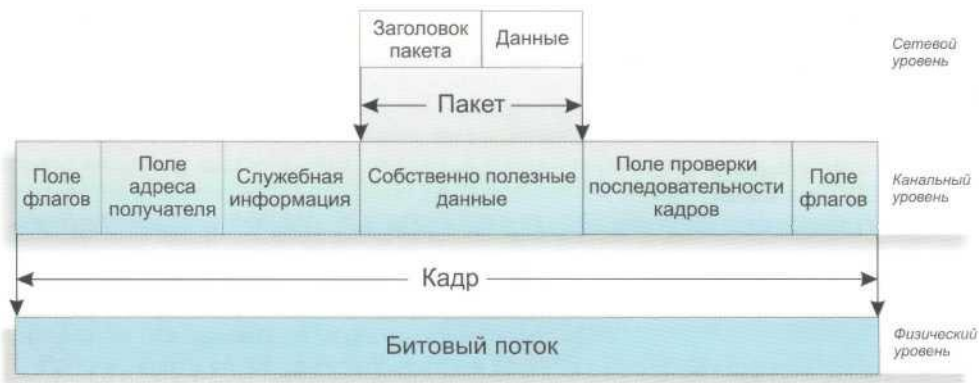 Заголовок
пакета
Данные
Сетевой
уровень
Пакет
Поле
флагов
Поле
адреса
получателя
Служебная
информация
Собственно полезные
данные
Поле проверки
последовательности
кадров
Поле
флагов
Канальный
уровень
Кадр
Битовый поток
Физический
уровень